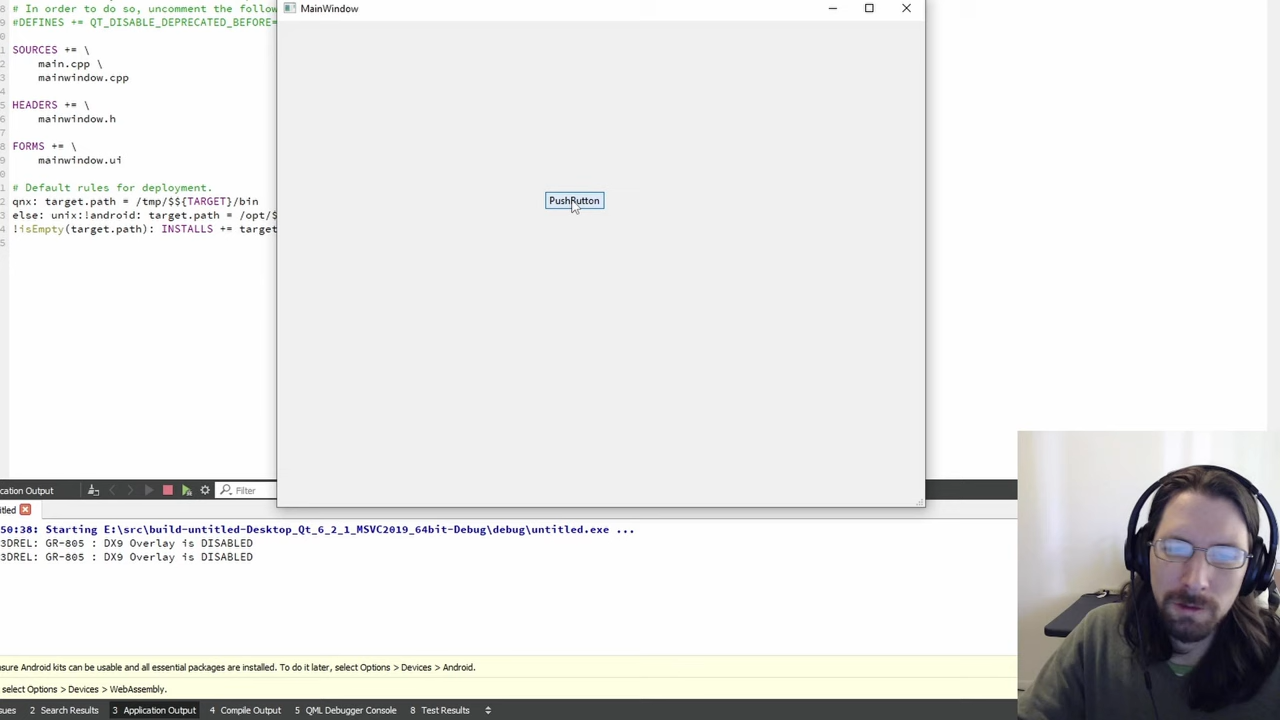 # In order to do so, uncomment the follow
#DEFINES += QT_DISABLE_DEPRECATED_BEFORE=
SOURCES += \
main.cpp \
mainwindow.cpp
HEADERS += \
mainwindow.h
FORMS += \
mainwindow.ui
# Default rules for deployment.
qnx: target.path = /tmp/$${TARGET}/bin
else: unix:!android: target.path = /opt/$
!isEmpty(target.path): INSTALLS += target
MainWindow
PushButton
cation Output
Filter
itled
50:38: Starting E:\src\build-untitled-Desktop_Qt_6_2_1_MSVC2019_64bit-Debug\debug\untitled.exe ...
3DREL: GR-805 : DX9 Overlay is DISABLED
3DREL: GR-805 : DX9 Overlay is DISABLED
nsure Android kits can be usable and all essential packages are installed. To do it later, select Options > Devices > Android.
select Options > Devices > WebAssembly.
sues 2 Search Results 3 Application Output 4 Compile Output 5 QML Debugger Console 8 Test Results